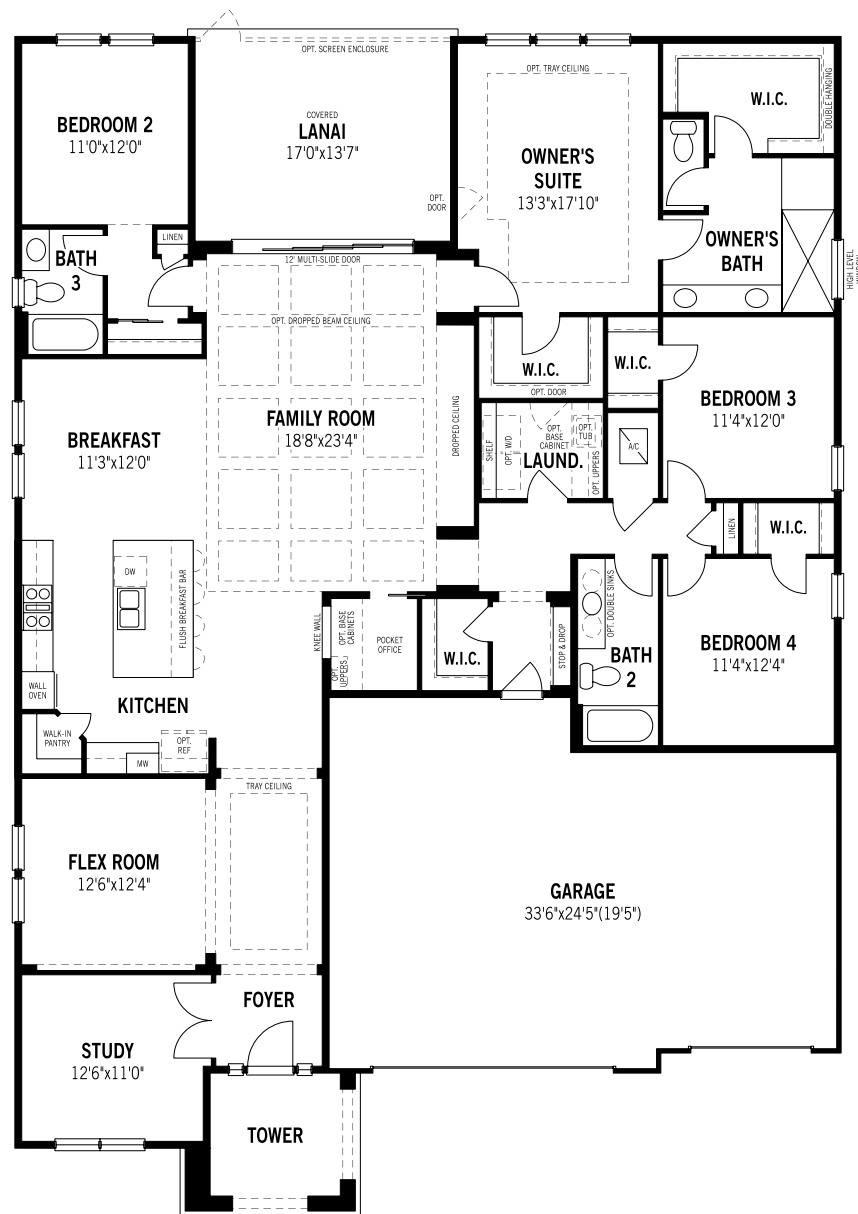 OPT. SCREEN ENCLOSURE
BEDROOM 2
11'0"x12'0"
COVERED
LANAI
17'0"x13'7"
OPT.
DOOR
OPT. TRAY CEILING
OWNER'S
SUITE
13'3"x17'10"
W.I.C.
DOUBLE HANGING
OWNER'S
BATH
HIGH LEVEL
WINDOW
LINEN
BATH
3
12' MULTI-SLIDE DOOR
OPT. DROPPED BEAM CEILING
FAMILY ROOM
18'8"x23'4"
DROPPED CEILING
W.I.C.
OPT. DOOR
W.I.C.
BEDROOM 3
11'4"x12'0"
BREAKFAST
11'3"x12'0"
SHELF
OPT. W/D
OPT.
BASE
CABINET
OPT.
TUB
LAUND.
OPT. UPPERS
A/C
LINEN
W.I.C.
DW
FLUSH BREAKFAST BAR
KNEE WALL
OPT. BASE
CABINETS
OPT.
UPPERS
POCKET
OFFICE
W.I.C.
STOP & DROP
OPT. DOUBLE SINKS
BATH
2
BEDROOM 4
11'4"x12'4"
WALL
OVEN
KITCHEN
WALK-IN
PANTRY
MW
OPT.
REF
TRAY CEILING
FLEX ROOM
12'6"x12'4"
GARAGE
33'6"x24'5"(19'5")
FOYER
STUDY
12'6"x11'0"
TOWER